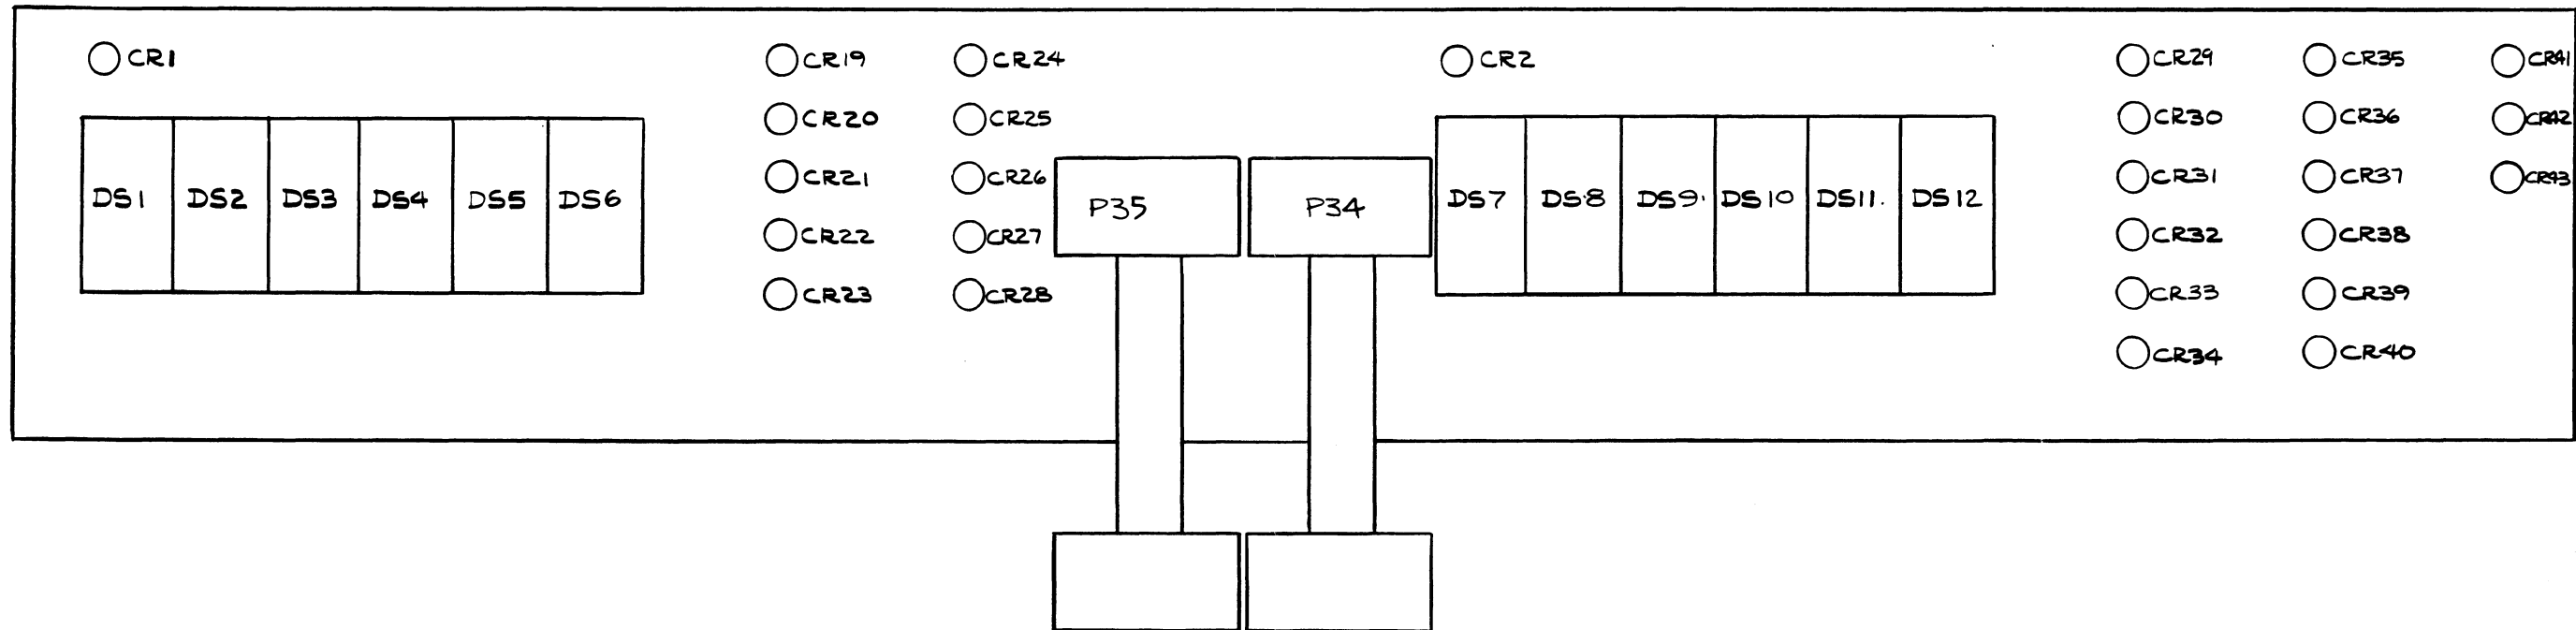 CR1 CR19 CR24 CR2 CR29 CR35 CR41
CR20 CR25 CR30 CR36 CR42
CR21 CR26 CR31 CR37 CR43
DS1 DS2 DS3 DS4 DS5 DS6 P35 P34 DS7 DS8 DS9 DS10 DS11 DS12
CR22 CR27 CR32 CR38
CR23 CR28 CR33 CR39
CR34 CR40